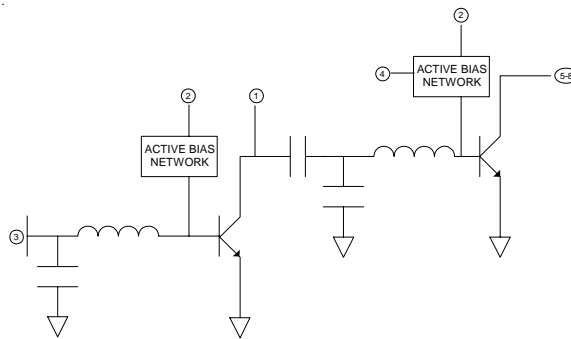 2
4
ACTIVE BIAS
NETWORK
5-8
2
1
ACTIVE BIAS
NETWORK
3